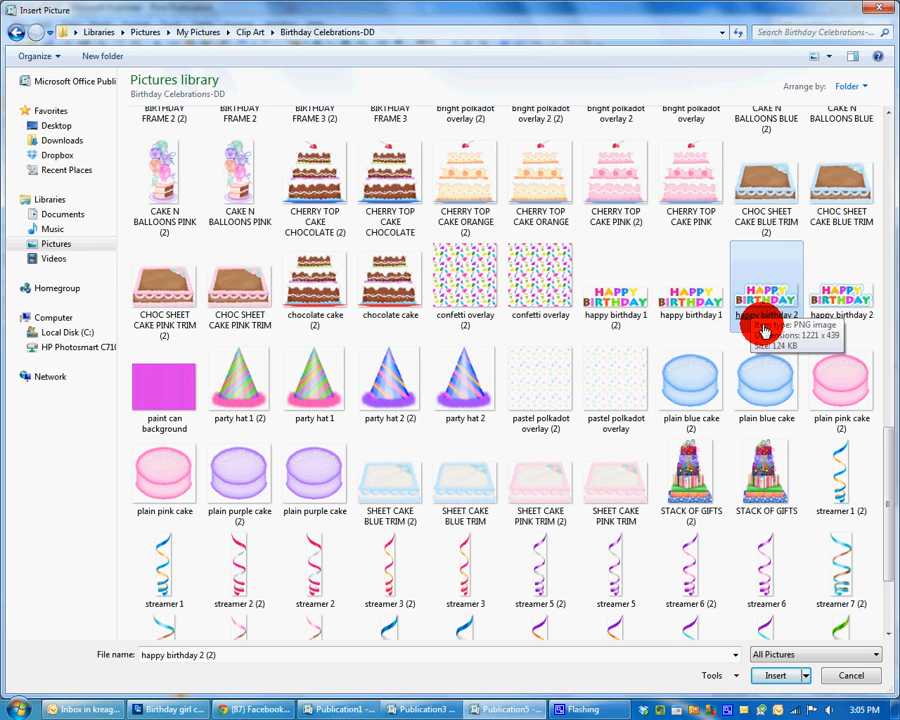 Insert Picture
Libraries
Pictures
My Pictures
Clip Art
Birthday Celebrations-DD
Search Birthday Celebrations-D...
Organize
New folder
Microsoft Office Publi
Favorites
Desktop
Downloads
Dropbox
Recent Places
Libraries
Documents
Music
Pictures
Videos
Homegroup
Computer
Local Disk (C:)
HP Photosmart C710
Network
Pictures library
Birthday Celebrations-DD
Arrange by: Folder
BIRTHDAY FRAME 2 (2)
BIRTHDAY FRAME 2
BIRTHDAY FRAME 3 (2)
BIRTHDAY FRAME 3
bright polkadot overlay (2)
bright polkadot overlay 2 (2)
bright polkadot overlay 2
bright polkadot overlay
CAKE N BALLOONS BLUE (2)
CAKE N BALLOONS BLUE
CAKE N BALLOONS PINK (2)
CAKE N BALLOONS PINK
CHERRY TOP CAKE CHOCOLATE (2)
CHERRY TOP CAKE CHOCOLATE
CHERRY TOP CAKE ORANGE (2)
CHERRY TOP CAKE ORANGE
CHERRY TOP CAKE PINK (2)
CHERRY TOP CAKE PINK
CHOC SHEET CAKE BLUE TRIM (2)
CHOC SHEET CAKE BLUE TRIM
CHOC SHEET CAKE PINK TRIM (2)
CHOC SHEET CAKE PINK TRIM
chocolate cake (2)
chocolate cake
confetti overlay (2)
confetti overlay
HAPPY BIRTHDAY
happy birthday 1 (2)
HAPPY BIRTHDAY
happy birthday 1
HAPPY BIRTHDAY
happy birthday 2
HAPPY BIRTHDAY
happy birthday 2
Item type: PNG image
Dimensions: 1221 x 439
Size: 124 KB
paint can background
party hat 1 (2)
party hat 1
party hat 2 (2)
party hat 2
pastel polkadot overlay (2)
pastel polkadot overlay
plain blue cake (2)
plain blue cake
plain pink cake (2)
plain pink cake
plain purple cake (2)
plain purple cake
SHEET CAKE BLUE TRIM (2)
SHEET CAKE BLUE TRIM
SHEET CAKE PINK TRIM (2)
SHEET CAKE PINK TRIM
STACK OF GIFTS (2)
STACK OF GIFTS
streamer 1 (2)
streamer 1
streamer 2 (2)
streamer 2
streamer 3 (2)
streamer 3
streamer 5 (2)
streamer 5
streamer 6 (2)
streamer 6
streamer 7 (2)
File name: happy birthday 2 (2)
All Pictures
Tools
Insert
Cancel
Inbox in kreag...
Birthday girl c...
(87) Facebook...
Publication1 -...
Publication3 ...
Publication5 -...
Flashing
3:05 PM